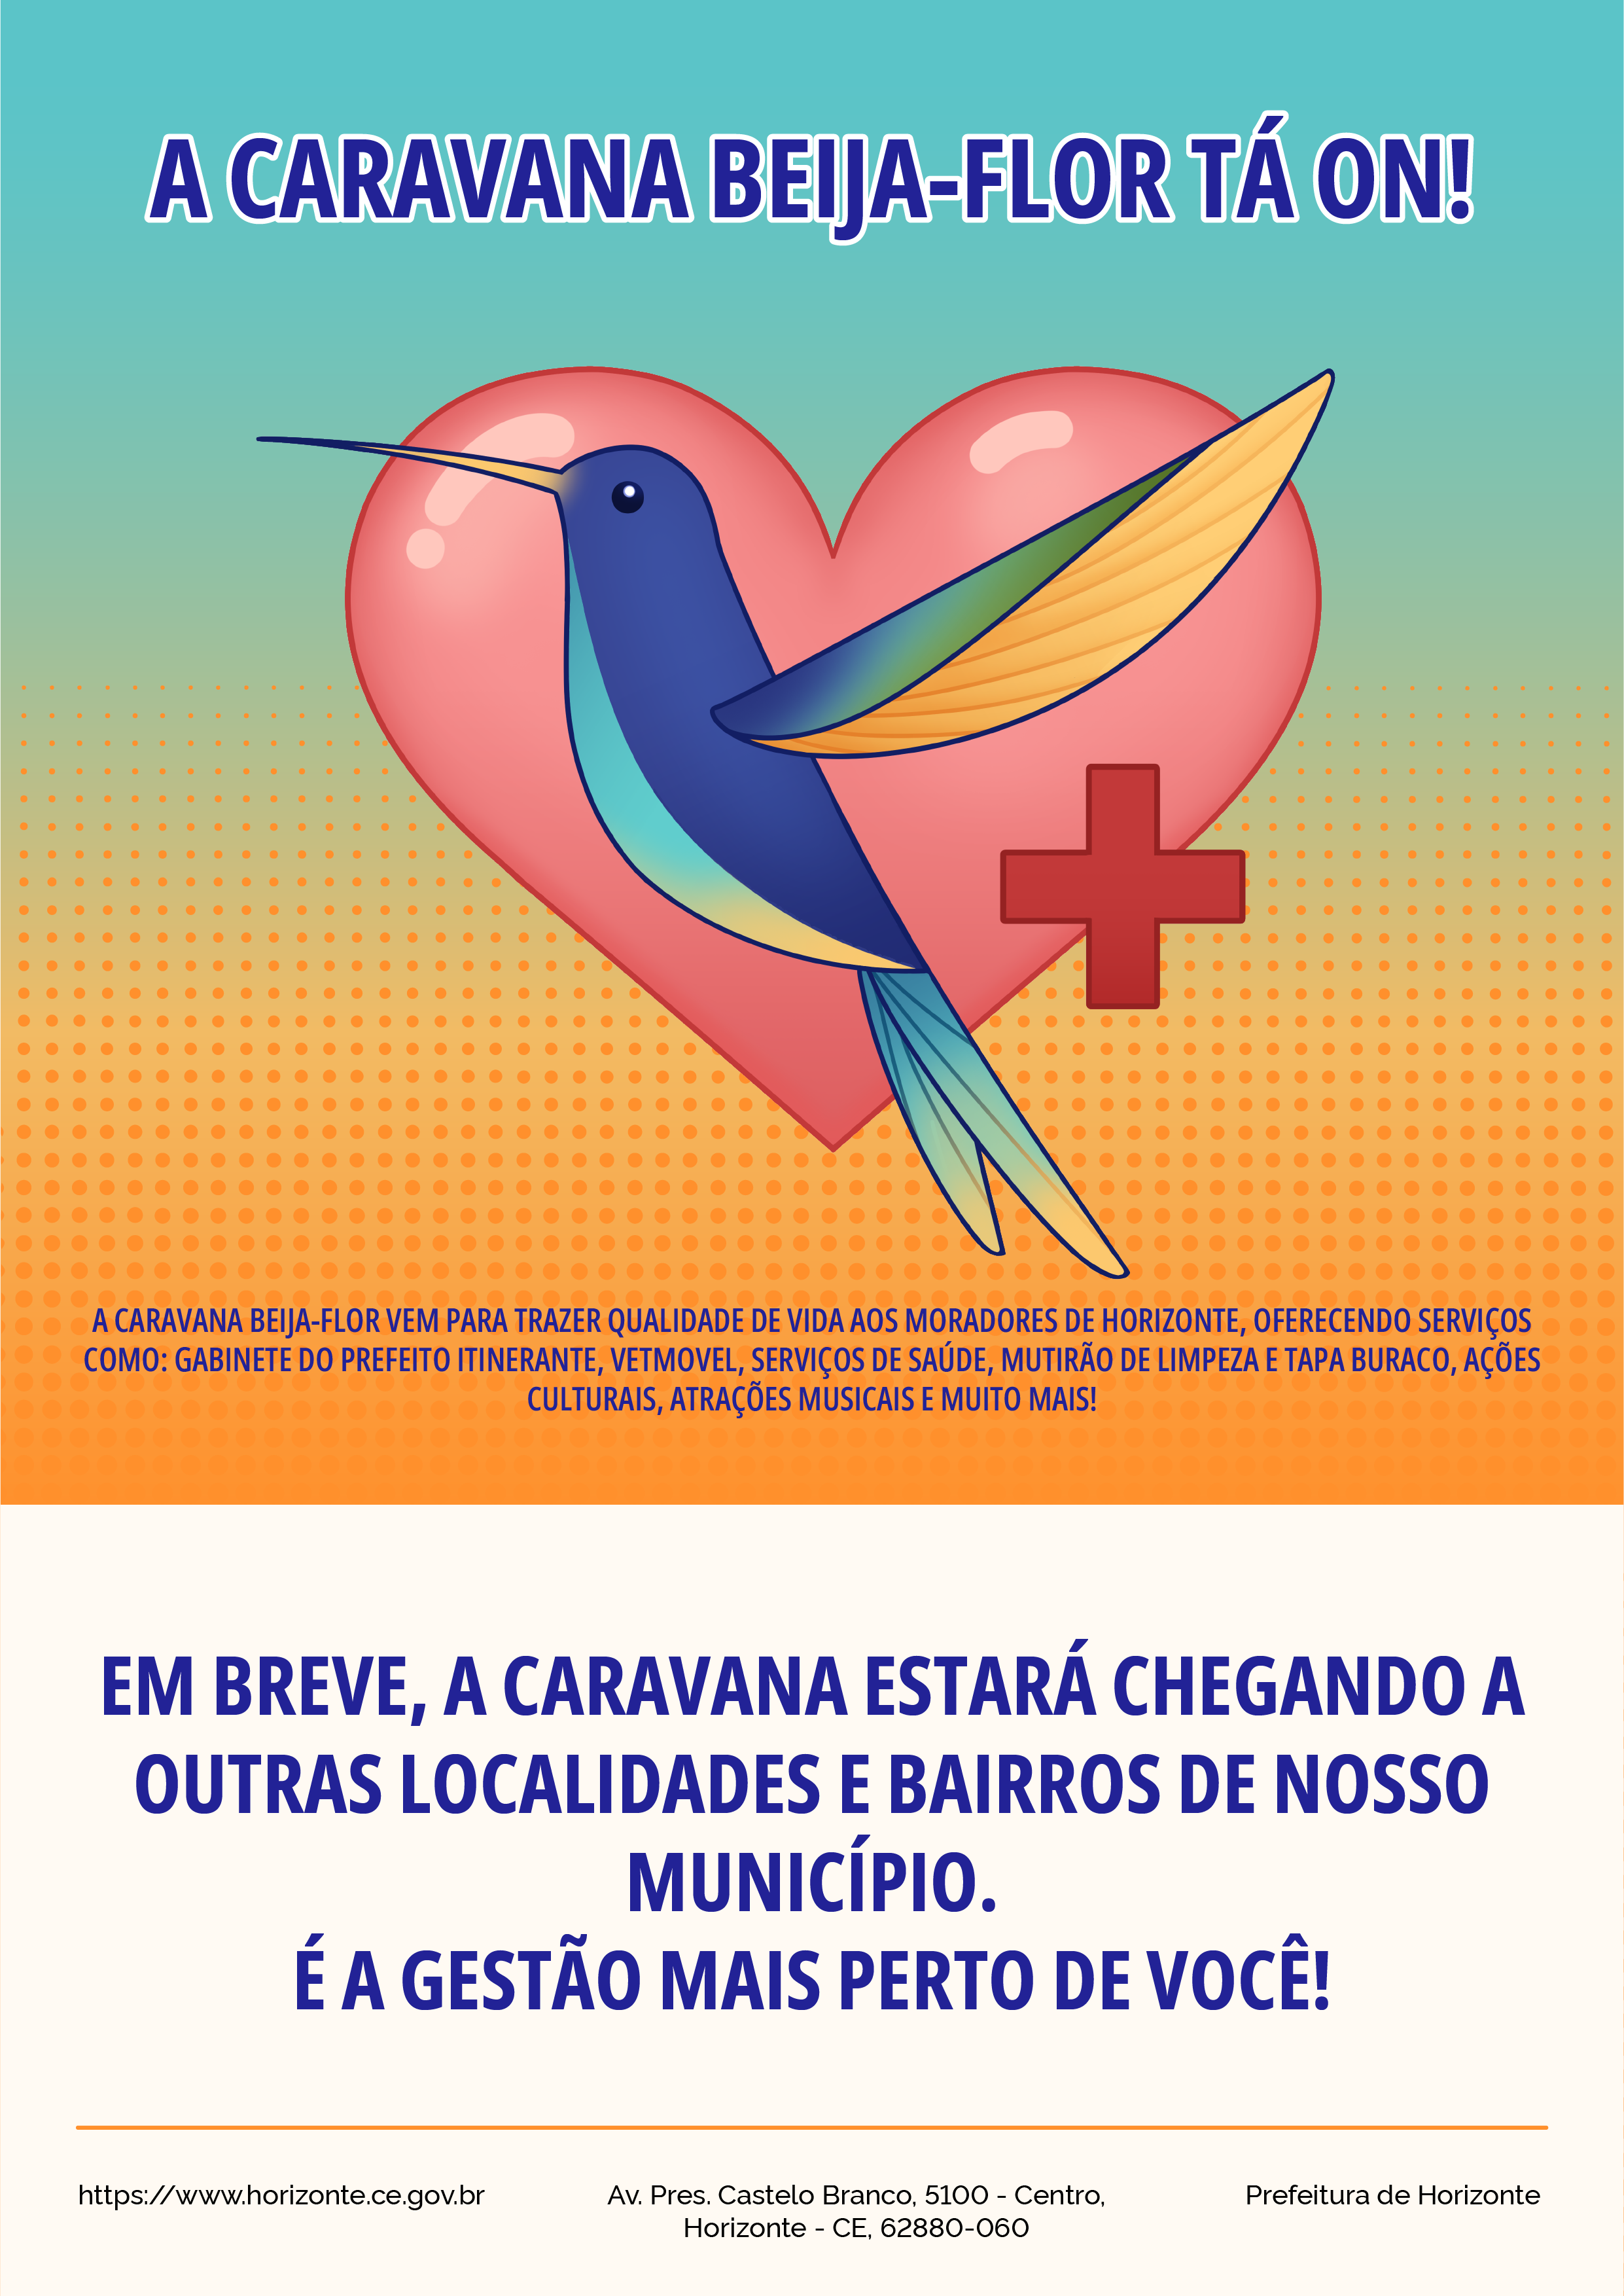 A CARAVANA BEIJA-FLOR TÁ ON!
A CARAVANA BEIJA-FLOR VEM PARA TRAZER QUALIDADE DE VIDA AOS MORADORES DE HORIZONTE, OFERECENDO SERVIÇOS
COMO: GABINETE DO PREFEITO ITINERANTE, VETMOVEL, SERVIÇOS DE SAÚDE, MUTIRÃO DE LIMPEZA E TAPA BURACO, AÇÕES
CULTURAIS, ATRAÇÕES MUSICAIS E MUITO MAIS!
EM BREVE, A CARAVANA ESTARÁ CHEGANDO A
OUTRAS LOCALIDADES E BAIRROS DE NOSSO
MUNICÍPIO.
É A GESTÃO MAIS PERTO DE VOCÊ!
https://www.horizonte.ce.gov.br
Av. Pres. Castelo Branco, 5100 - Centro,
Horizonte - CE, 62880-060
Prefeitura de Horizonte